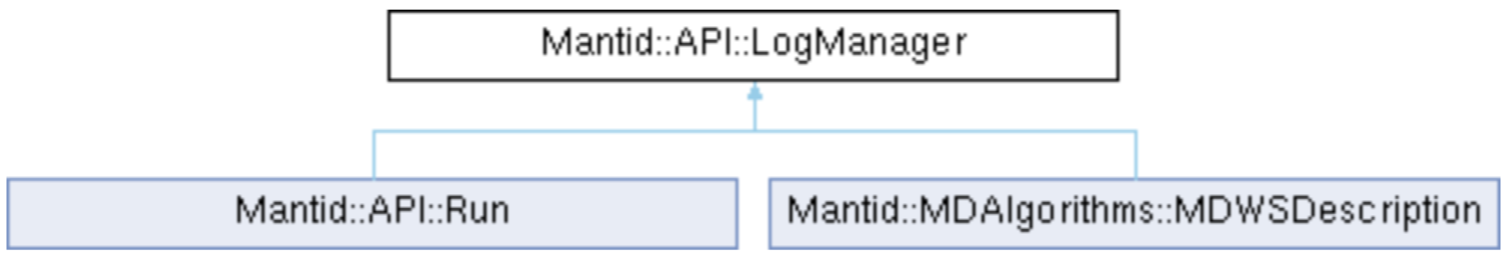 Mantid::API::LogManager
Mantid::API::Run
Mantid::MDAlgorithms::MDWSDescription